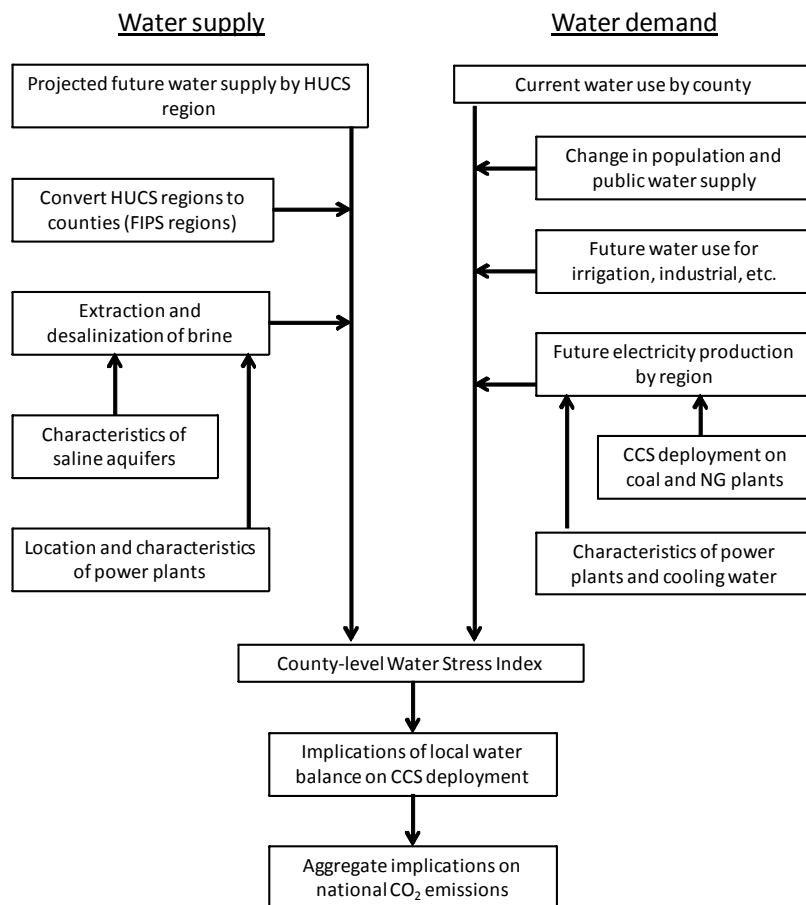 Water supply
Projected future water supply by HUCS
region
Convert HUCS regions to
counties (FIPS regions)
Extraction and
desalinization of brine
Characteristics of
saline aquifers
Location and characteristics
of power plants
Water demand
Current water use by county
Change in population and
public water supply
Future water use for
irrigation, industrial, etc.
Future electricity production
by region
CCS deployment on
coal and NG plants
Characteristics of power
plants and cooling water
County-level Water Stress Index
Implications of local water
balance on CCS deployment
Aggregate implications on
national CO₂ emissions